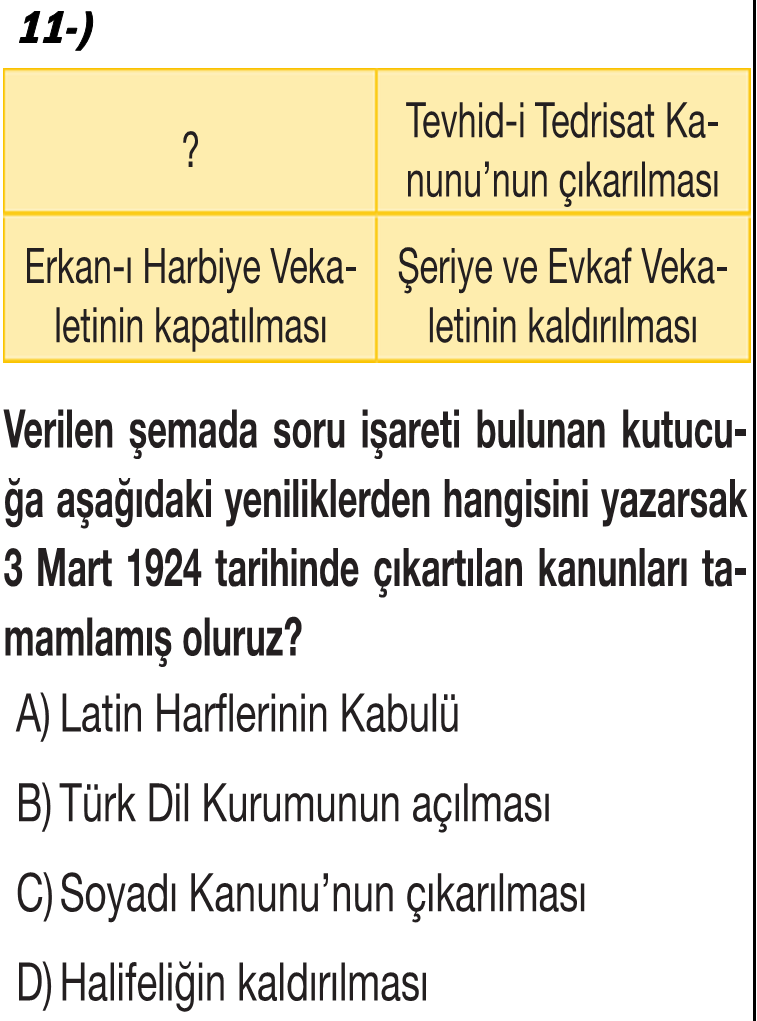 11-)
?
Tevhid-i Tedrisat Ka-
nunu’nun çıkarılması
Erkan-ı Harbiye Veka-
letinin kapatılması
Şeriye ve Evkaf Veka-
letinin kaldırılması
Verilen şemada soru işareti bulunan kutucu-
ğa aşağıdaki yeniliklerden hangisini yazarsak
3 Mart 1924 tarihinde çıkartılan kanunları ta-
mamlamış oluruz?
A) Latin Harflerinin Kabulü
B) Türk Dil Kurumunun açılması
C) Soyadı Kanunu’nun çıkarılması
D) Halifeliğin kaldırılması